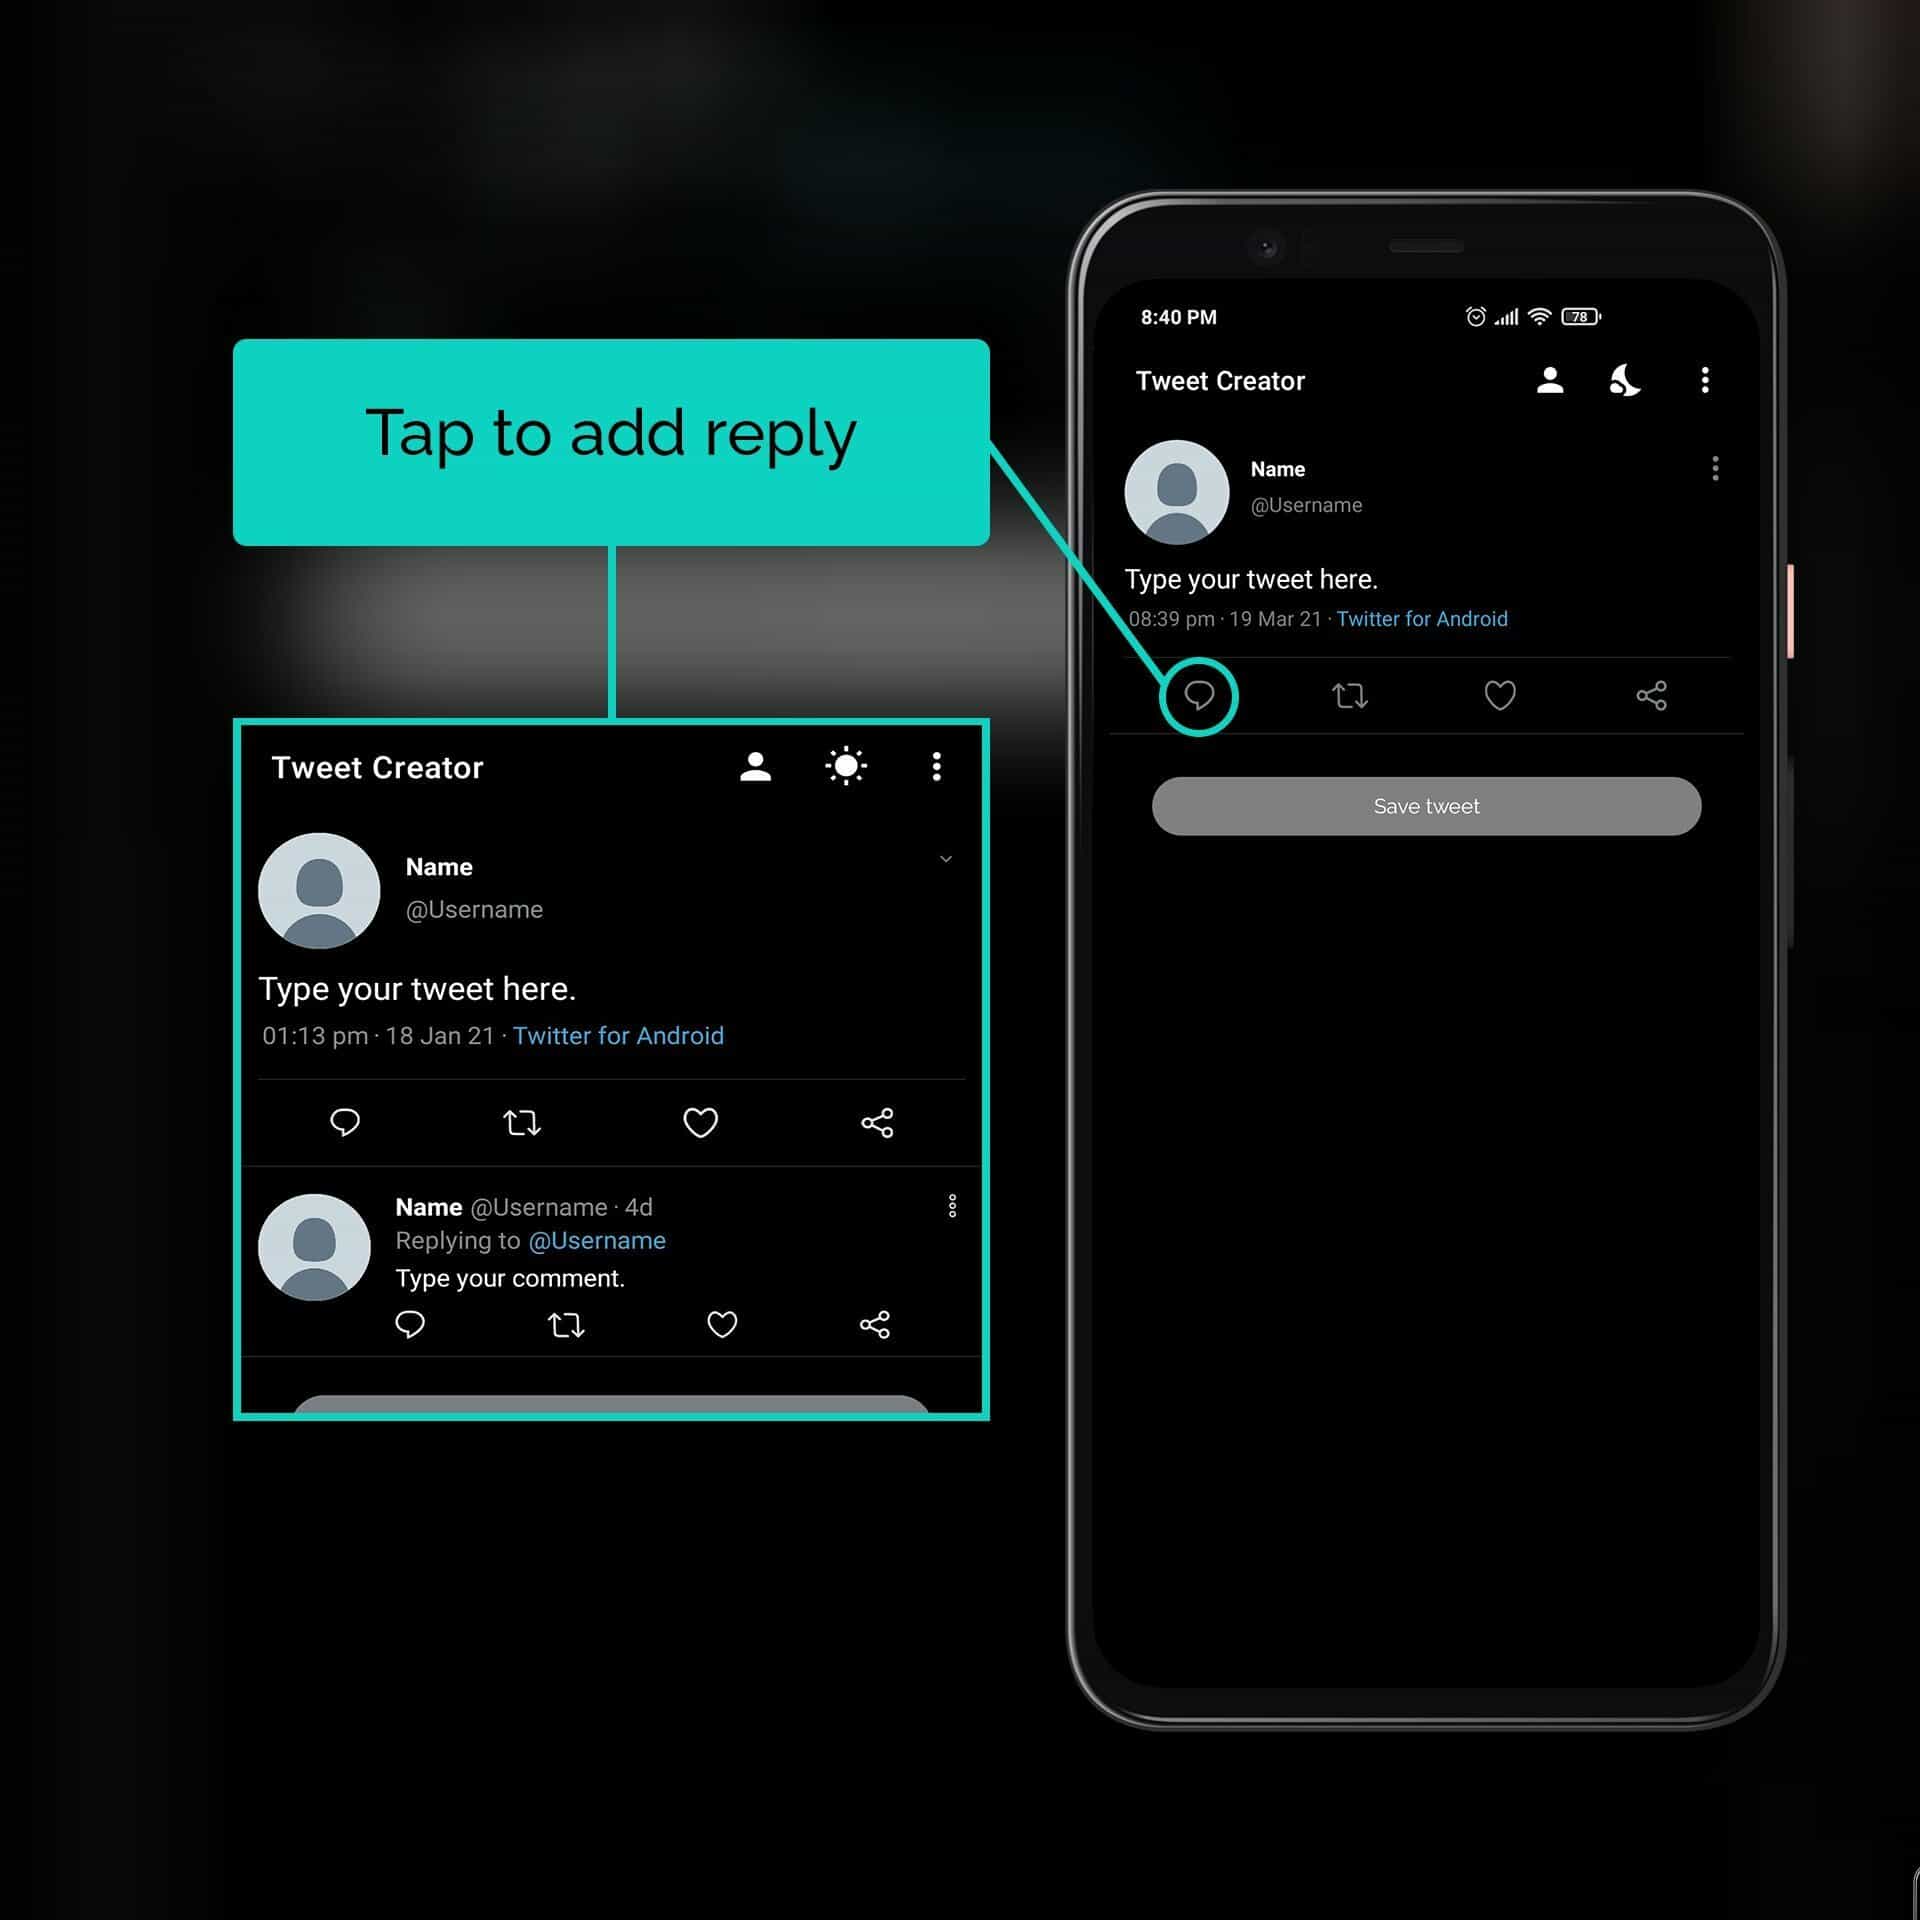 Tap to add reply
Tweet Creator
Name
@Username
Type your tweet here.
01:13 pm · 18 Jan 21 · Twitter for Android
Name @Username · 4d
Replying to @Username
Type your comment.
8:40 PM
78
Tweet Creator
Name
@Username
Type your tweet here.
08:39 pm · 19 Mar 21 · Twitter for Android
Save tweet